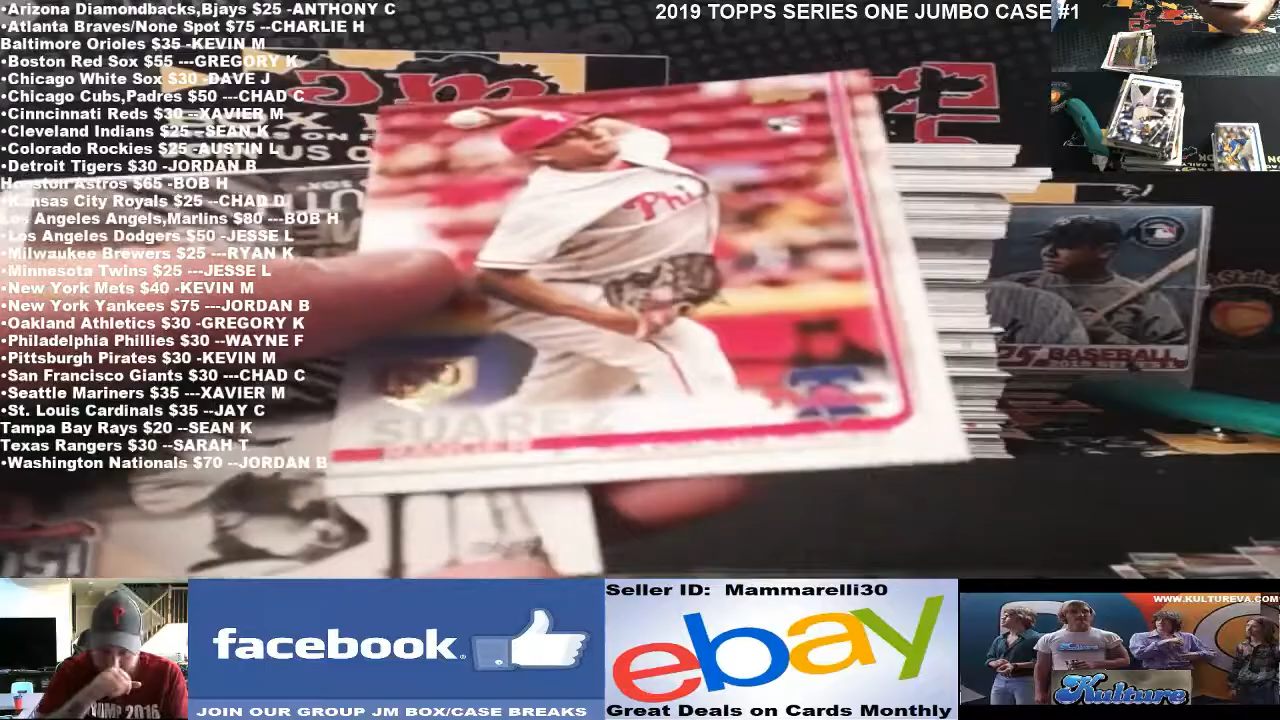 •Arizona Diamondbacks,Bjays $25 -ANTHONY C
•Atlanta Braves/None Spot $75 --CHARLIE H
Baltimore Orioles $35 -KEVIN M
•Boston Red Sox $55 ---GREGORY K
•Chicago White Sox $30 -DAVE J
•Chicago Cubs,Padres $50 ---CHAD C
•Cinncinnati Reds $30 --XAVIER M
•Cleveland Indians $25 --SEAN K
•Colorado Rockies $25 -AUSTIN L
•Detroit Tigers $30 -JORDAN B
Houston Astros $65 -BOB H
•Kansas City Royals $25 --CHAD D
Los Angeles Angels,Marlins $80 ---BOB H
•Los Angeles Dodgers $50 -JESSE L
•Milwaukee Brewers $25 ---RYAN K
•Minnesota Twins $25 ---JESSE L
•New York Mets $40 -KEVIN M
•New York Yankees $75 ---JORDAN B
•Oakland Athletics $30 -GREGORY K
•Philadelphia Phillies $30 --WAYNE F
•Pittsburgh Pirates $30 -KEVIN M
•San Francisco Giants $30 ---CHAD C
•Seattle Mariners $35 ---XAVIER M
•St. Louis Cardinals $35 --JAY C
Tampa Bay Rays $20 --SEAN K
Texas Rangers $30 --SARAH T
•Washington Nationals $70 --JORDAN B
2019 TOPPS SERIES ONE JUMBO CASE #1
Phi
SUAREZ
BASEBALL
facebook.
JOIN OUR GROUP JM BOX/CASE BREAKS
Seller ID: Mammarelli30
ebay
Great Deals on Cards Monthly
WWW.KULTUREVA.COM
Kulture